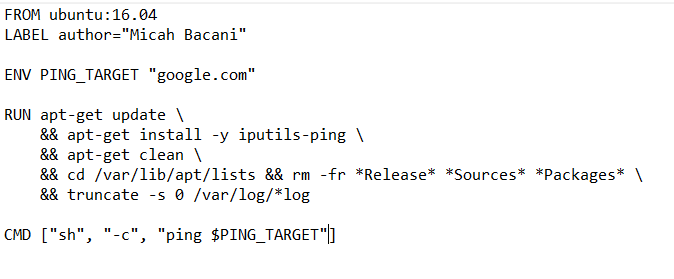 FROM ubuntu:16.04
LABEL author="Micah Bacani"

ENV PING_TARGET "google.com"

RUN apt-get update \
    && apt-get install -y iputils-ping \
    && apt-get clean \
    && cd /var/lib/apt/lists && rm -fr *Release* *Sources* *Packages* \
    && truncate -s 0 /var/log/*log

CMD ["sh", "-c", "ping $PING_TARGET"]